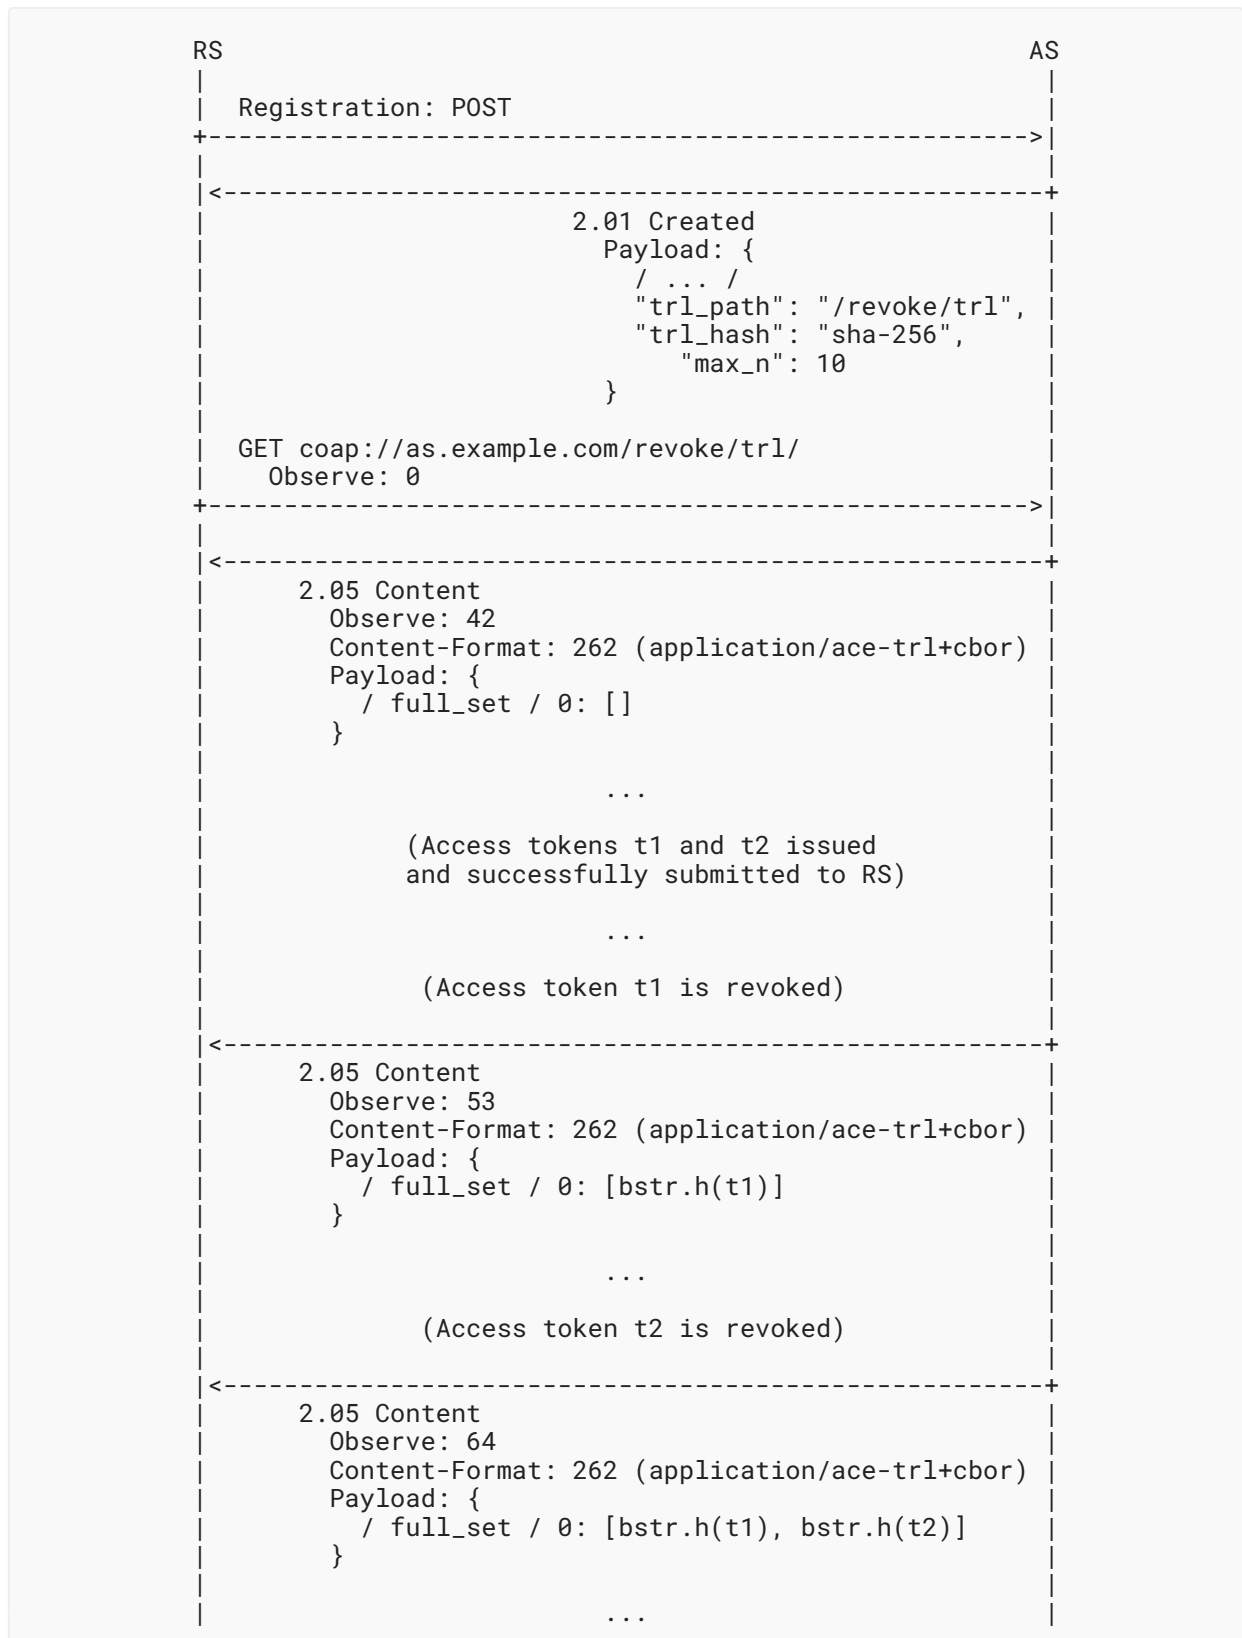 RS                                                      AS
|                                                        |
|  Registration: POST                                    |
+------------------------------------------------------>|
|                                                        |
|<------------------------------------------------------+
|                        2.01 Created                    |
|                          Payload: {                    |
|                            / ... /                     |
|                            "trl_path": "/revoke/trl",  |
|                            "trl_hash": "sha-256",      |
|                               "max_n": 10              |
|                          }                             |
|                                                        |
|  GET coap://as.example.com/revoke/trl/                 |
|    Observe: 0                                          |
+------------------------------------------------------>|
|                                                        |
|<------------------------------------------------------+
|      2.05 Content                                      |
|        Observe: 42                                     |
|        Content-Format: 262 (application/ace-trl+cbor)  |
|        Payload: {                                      |
|          / full_set / 0: []                            |
|        }                                               |
|                                                        |
|                          ...                           |
|                                                        |
|             (Access tokens t1 and t2 issued            |
|             and successfully submitted to RS)          |
|                                                        |
|                          ...                           |
|                                                        |
|              (Access token t1 is revoked)              |
|                                                        |
|<------------------------------------------------------+
|      2.05 Content                                      |
|        Observe: 53                                     |
|        Content-Format: 262 (application/ace-trl+cbor)  |
|        Payload: {                                      |
|          / full_set / 0: [bstr.h(t1)]                  |
|        }                                               |
|                                                        |
|                          ...                           |
|                                                        |
|              (Access token t2 is revoked)              |
|                                                        |
|<------------------------------------------------------+
|      2.05 Content                                      |
|        Observe: 64                                     |
|        Content-Format: 262 (application/ace-trl+cbor)  |
|        Payload: {                                      |
|          / full_set / 0: [bstr.h(t1), bstr.h(t2)]      |
|        }                                               |
|                                                        |
|                          ...                           |